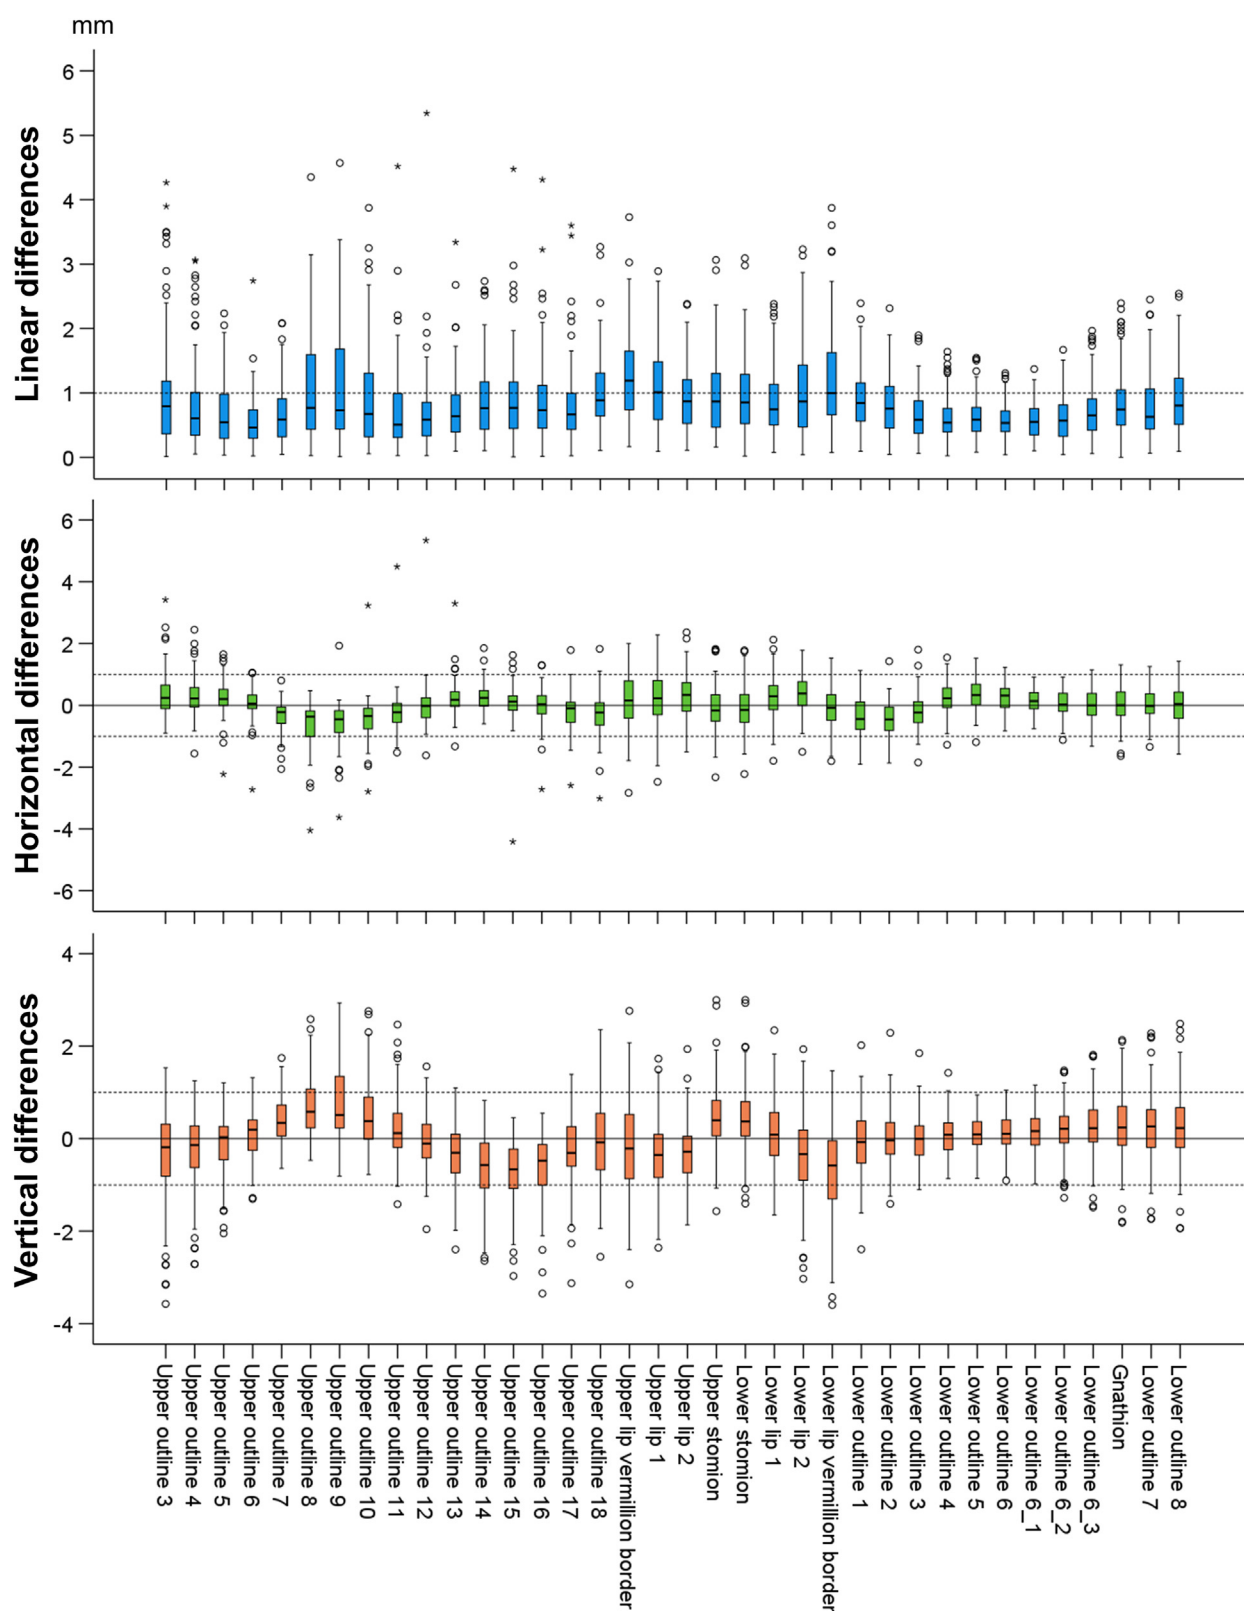 mm
Linear differences
6
5
4
3
2
1
0
Horizontal differences
6
4
2
0
-2
-4
-6
Vertical differences
4
2
0
-2
-4
Upper outline 3
Upper outline 4
Upper outline 5
Upper outline 6
Upper outline 7
Upper outline 8
Upper outline 9
Upper outline 10
Upper outline 11
Upper outline 12
Upper outline 13
Upper outline 14
Upper outline 15
Upper outline 16
Upper outline 17
Upper outline 18
Upper lip vermillion border
Upper lip 1
Upper lip 2
Upper stomion
Lower stomion
Lower lip 1
Lower lip 2
Lower lip vermillion border
Lower outline 1
Lower outline 2
Lower outline 3
Lower outline 4
Lower outline 5
Lower outline 6
Lower outline 6_1
Lower outline 6_2
Lower outline 6_3
Gnathion
Lower outline 7
Lower outline 8